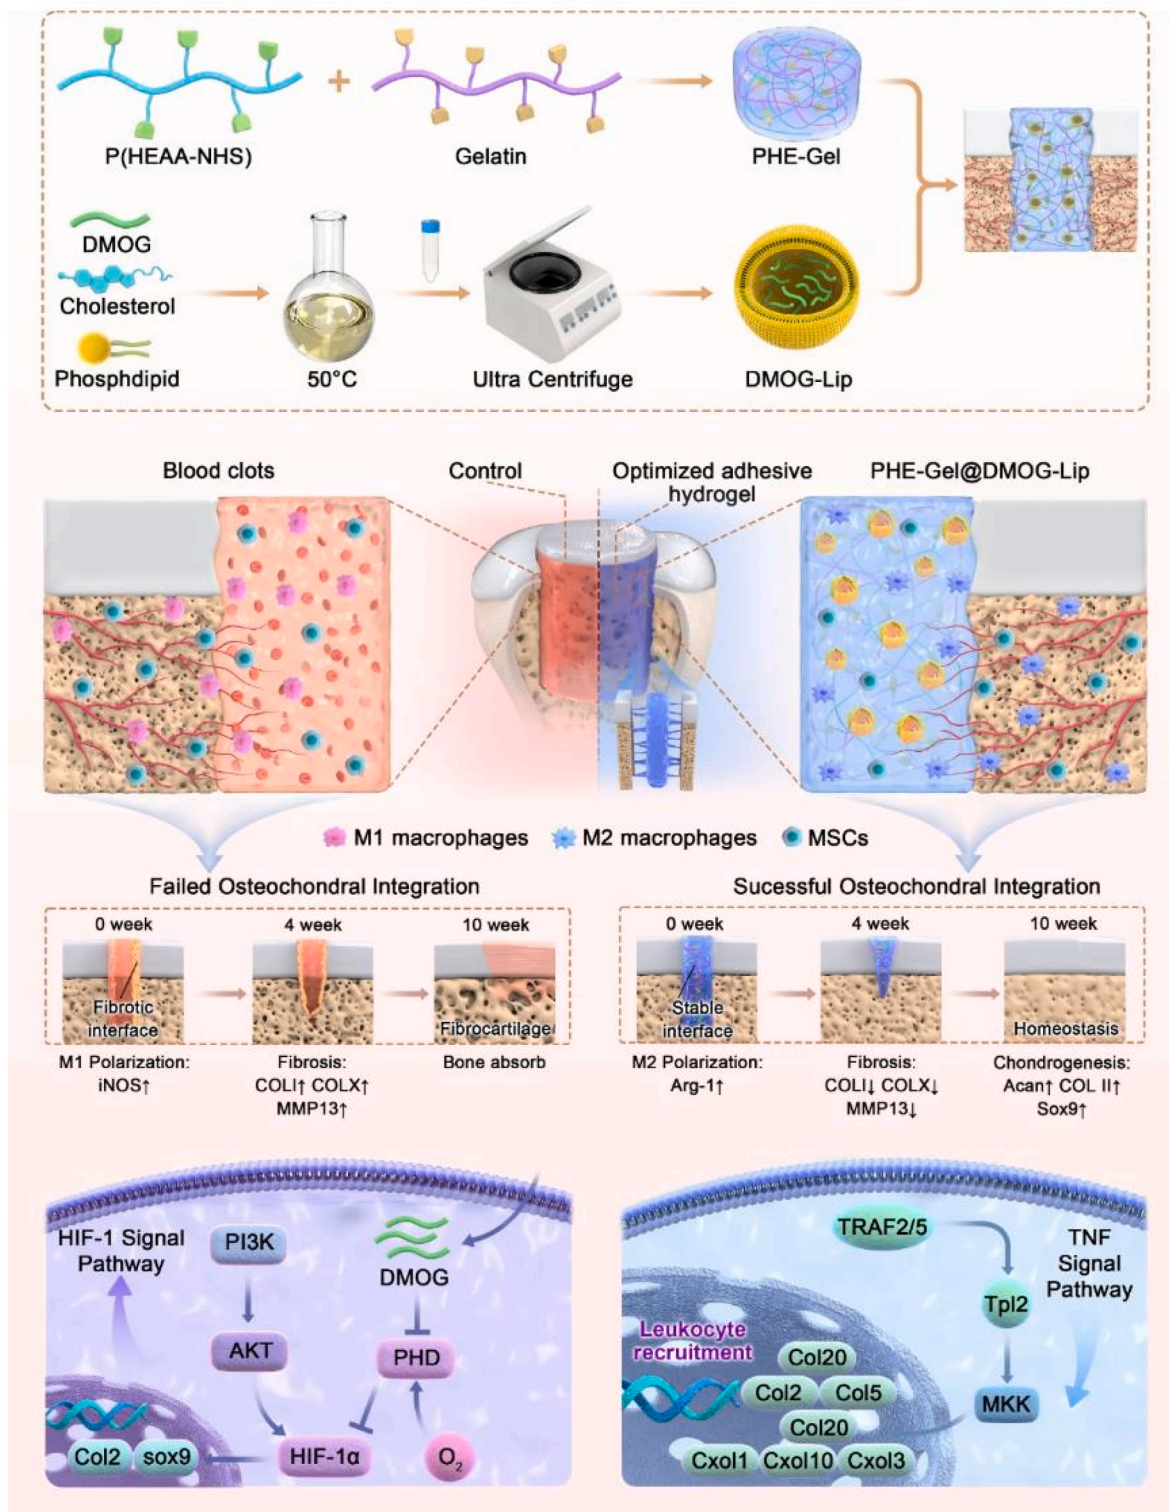 P(HEAA-NHS)
+
Gelatin
PHE-Gel
DMOG
Cholesterol
Phosphdipid
50°C
Ultra Centrifuge
DMOG-Lip
Blood clots
Control
Optimized adhesive
hydrogel
PHE-Gel@DMOG-Lip
M1 macrophages
M2 macrophages
MSCs
Failed Osteochondral Integration
0 week
4 week
10 week
Fibrotic
interface
Fibrocartilage
M1 Polarization:
iNOS↑
Fibrosis:
COLI↑ COLX↑
MMP13↑
Bone absorb
Sucessful Osteochondral Integration
0 week
4 week
10 week
Stable
interface
Homeostasis
M2 Polarization:
Arg-1↑
Fibrosis:
COLI↓ COLX↓
MMP13↓
Chondrogenesis:
Acan↑ COL II↑
Sox9↑
HIF-1 Signal
Pathway
PI3K
DMOG
AKT
PHD
Col2
sox9
HIF-1α
O2
TRAF2/5
TNF
Signal
Pathway
Tpl2
Leukocyte
recruitment
Col20
Col2
Col5
MKK
Col20
Cxol1
Cxol10
Cxol3